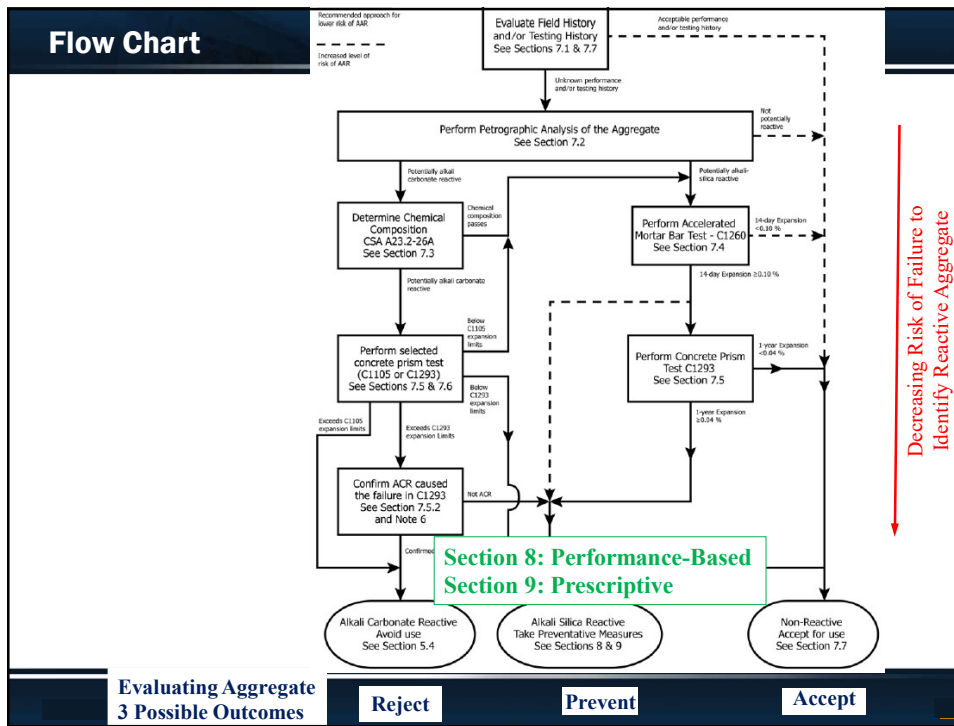 Flow Chart
Recommended approach for
lower risk of AAR
Increased level of
risk of AAR
Evaluate Field History
and/or Testing History
See Sections 7.1 & 7.7
Acceptable performance
and/or testing history
Unknown performance
and/or testing history
Perform Petrographic Analysis of the Aggregate
See Section 7.2
Not
potentially
reactive
Potentially alkali
carbonate reactive
Potentially alkali-
silica reactive
Determine Chemical
Composition
CSA A23.2-26A
See Section 7.3
Chemical
composition
passes
Perform Accelerated
Mortar Bar Test - C1260
See Section 7.4
14-day Expansion
<0.10 %
Potentially alkali carbonate
reactive
14-day Expansion ≥0.10 %
Below
C1105
expansion
limits
Perform selected
concrete prism test
(C1105 or C1293)
See Sections 7.5 & 7.6
Perform Concrete Prism
Test C1293
See Section 7.5
1-year Expansion
<0.04 %
Below
C1293
expansion
limits
1-year Expansion
≥0.04 %
Exceeds C1105
expansion limits
Exceeds C1293
expansion Limits
Confirm ACR caused
the failure in C1293
See Section 7.5.2
and Note 6
Not ACR
Confirmed
Section 8: Performance-Based
Section 9: Prescriptive
Alkali Carbonate Reactive
Avoid use
See Section 5.4
Alkali Silica Reactive
Take Preventative Measures
See Sections 8 & 9
Non-Reactive
Accept for use
See Section 7.7
Decreasing Risk of Failure to
Identify Reactive Aggregate
Evaluating Aggregate
3 Possible Outcomes
Reject
Prevent
Accept